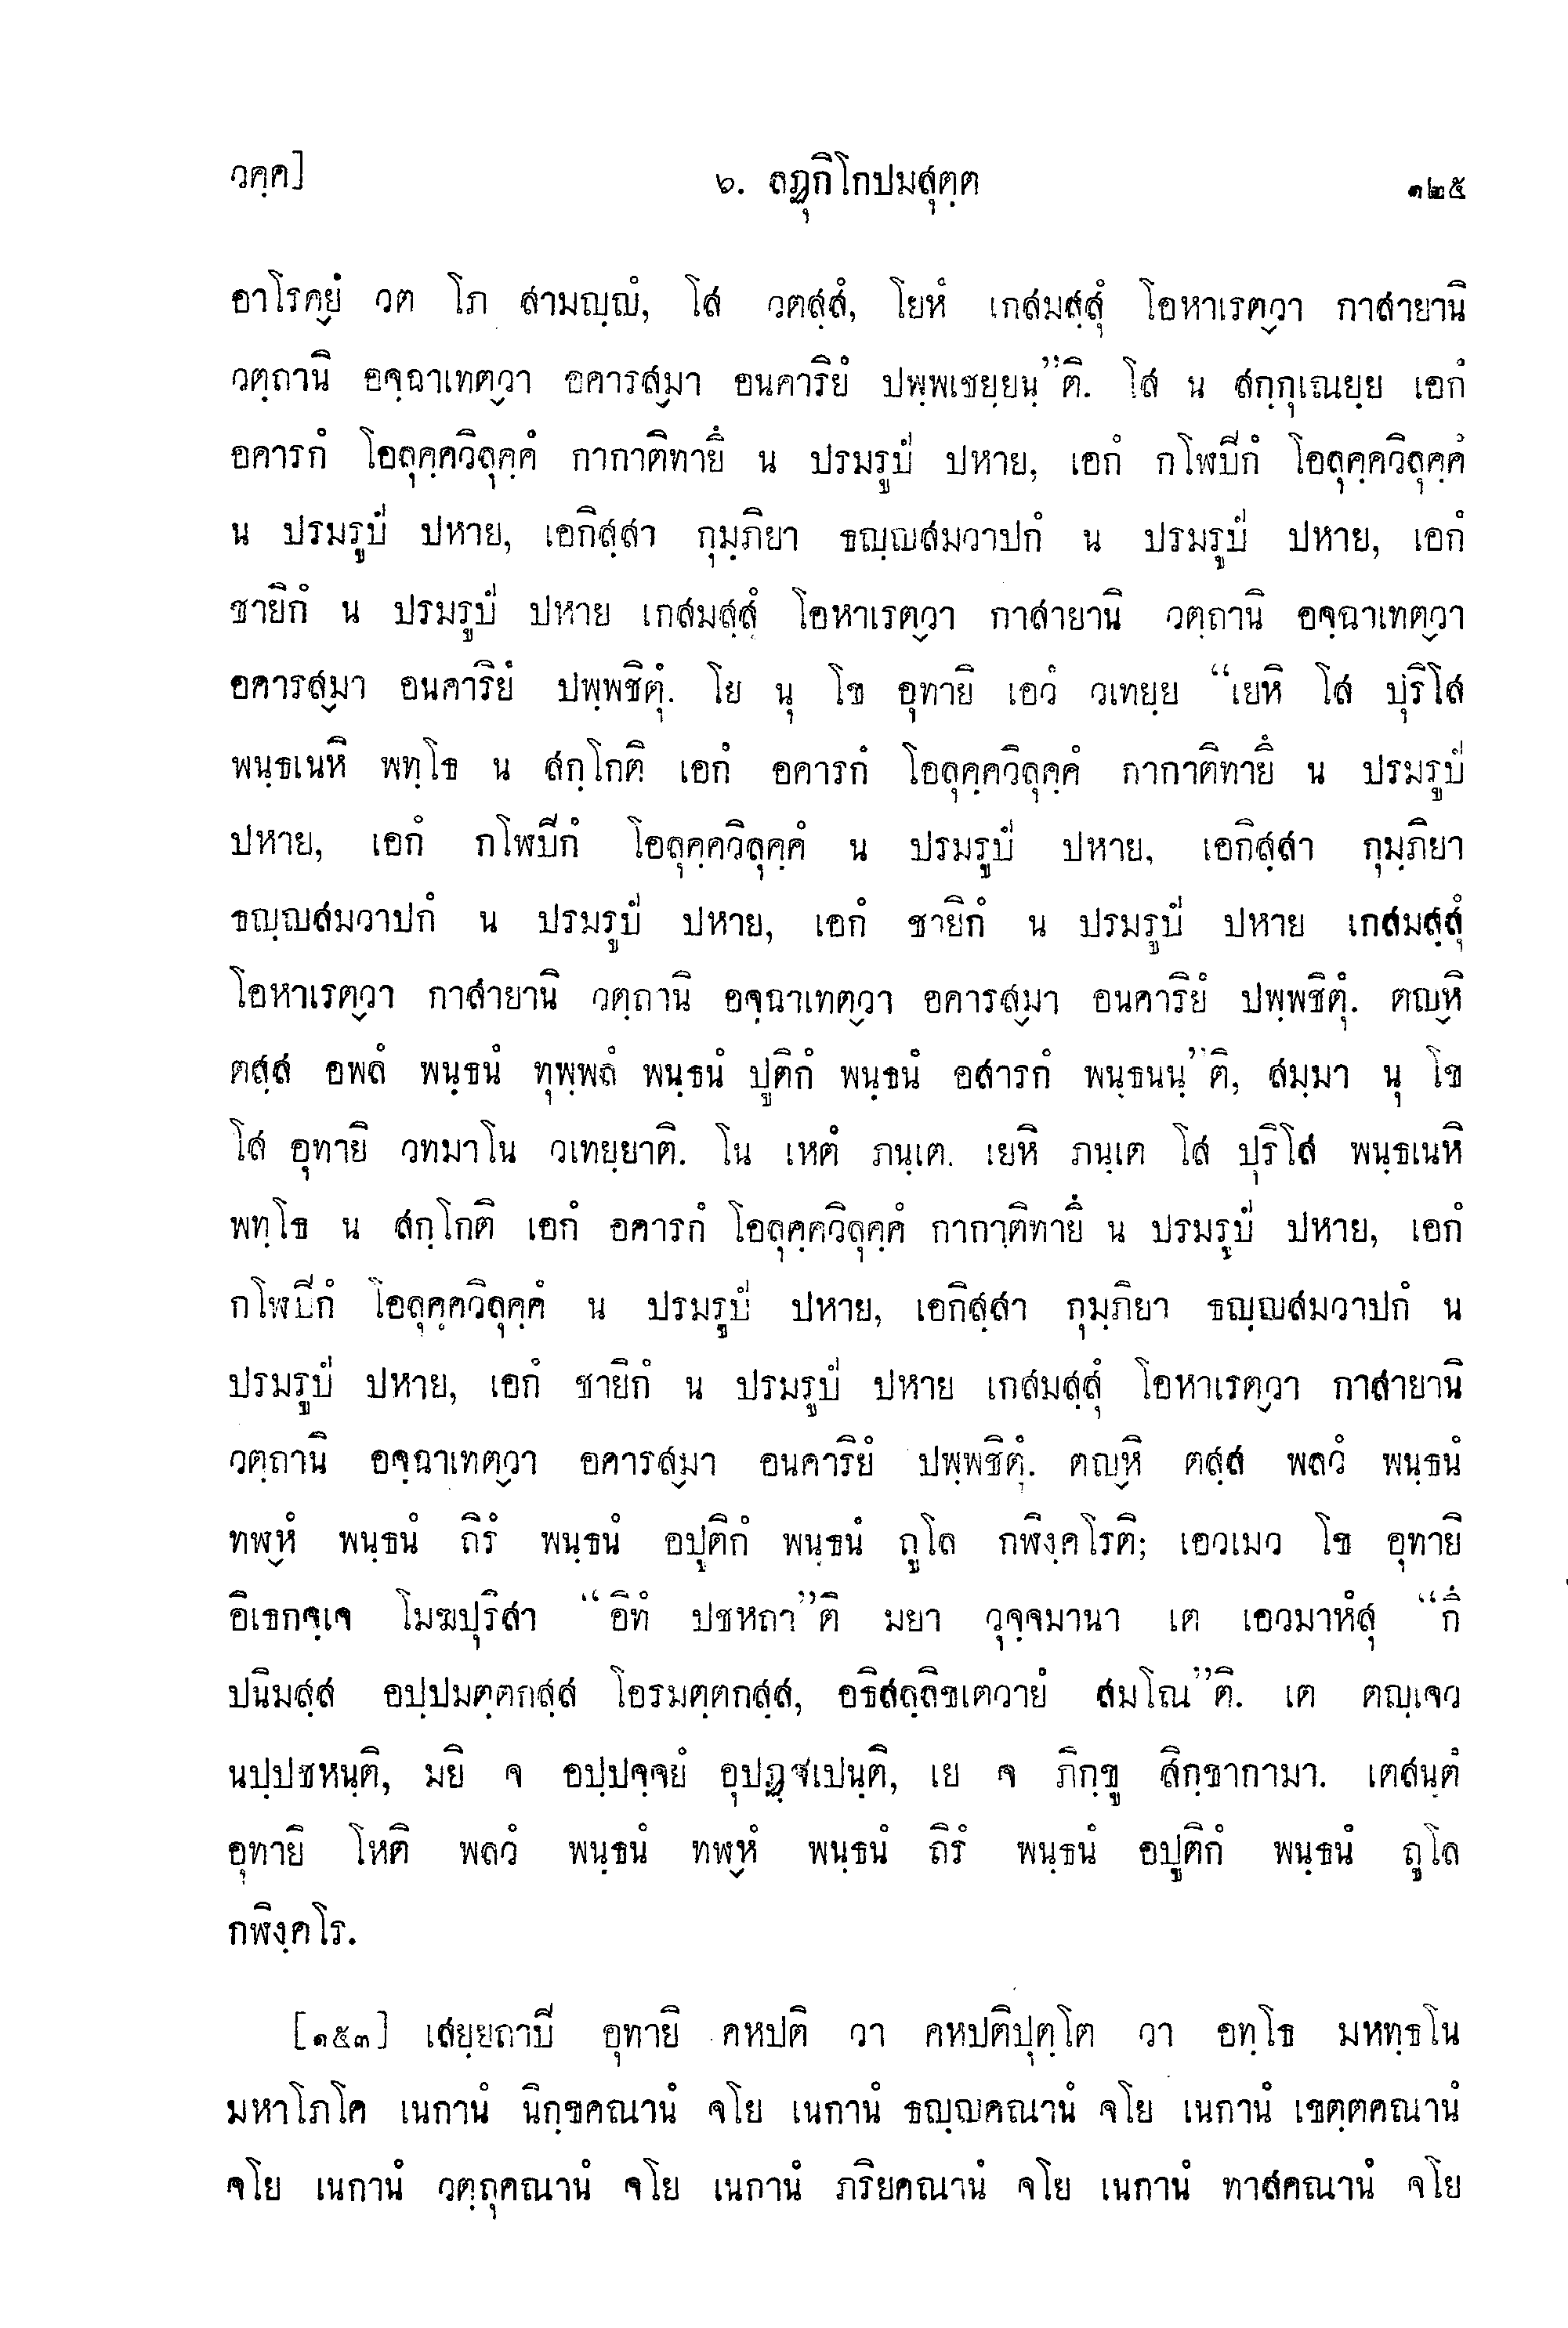 วคฺค] ๖. ลฏุกิโกปมสุตฺต ๑๒๕
อาโรคฺยํ วต โภ สามญฺญํ, โส วตสฺสํ, โยหํ เกสมสฺสุํ โอหาเรตฺวา กาสายานิ
วตฺถานิ อจฺฉาเทตฺวา อคารสฺมา อนคาริยํ ปพฺพเชยฺยนฺ”ติ. โส น สกฺกุเณยฺย เอกํ
อคารกํ โอลุคฺควิลุคฺคํ กากาติทายึ น ปรมรูปํ ปหาย, เอกํ กโฬปีกํ โอลุคฺควิลุคฺคํ
น ปรมรูปํ ปหาย, เอกิสฺสา กุมฺภิยา ธญฺญสมวาปกํ น ปรมรูปํ ปหาย, เอกํ
ชายิกํ น ปรมรูปํ ปหาย เกสมสฺสุํ โอหาเรตฺวา กาสายานิ วตฺถานิ อจฺฉาเทตฺวา
อคารสฺมา อนคาริยํ ปพฺพชิตุํ. โย นุ โข อุทายิ เอวํ วเทยฺย “เยหิ โส ปุริโส
พนฺธเนหิ พทฺโธ น สกฺโกติ เอกํ อคารกํ โอลุคฺควิลุคฺคํ กากาติทายึ น ปรมรูปํ
ปหาย, เอกํ กโฬปีกํ โอลุคฺควิลุคฺคํ น ปรมรูปํ ปหาย, เอกิสฺสา กุมฺภิยา
ธญฺญสมวาปกํ น ปรมรูปํ ปหาย, เอกํ ชายิกํ น ปรมรูปํ ปหาย เกสมสฺสุํ
โอหาเรตฺวา กาสายานิ วตฺถานิ อจฺฉาเทตฺวา อคารสฺมา อนคาริยํ ปพฺพชิตุํ. ตญฺหิ
ตสฺส อพลํ พนฺธนํ ทุพฺพลํ พนฺธนํ ปูติกํ พนฺธนํ อสารกํ พนฺธนนฺ”ติ, สมฺมา นุ โข
โส อุทายิ วทมาโน วเทยฺยาติ. โน เหตํ ภนฺเต. เยหิ ภนฺเต โส ปุริโส พนฺธเนหิ
พทฺโธ น สกฺโกติ เอกํ อคารกํ โอลุคฺควิลุคฺคํ กากาติทายึ น ปรมรูปํ ปหาย, เอกํ
กโฬปีกํ โอลุคฺควิลุคฺคํ น ปรมรูปํ ปหาย, เอกิสฺสา กุมฺภิยา ธญฺญสมวาปกํ น
ปรมรูปํ ปหาย, เอกํ ชายิกํ น ปรมรูปํ ปหาย เกสมสฺสุํ โอหาเรตฺวา กาสายานิ
วตฺถานิ อจฺฉาเทตฺวา อคารสฺมา อนคาริยํ ปพฺพชิตุํ. ตญฺหิ ตสฺส พลวํ พนฺธนํ
ทฬฺหํ พนฺธนํ ถิรํ พนฺธนํ อปูติกํ พนฺธนํ ถูโล กฬิงฺคโรติ; เอวเมว โข อุทายิ
อิเธกจฺเจ โมฆปุริสา “อิทํ ปชหถา”ติ มยา วุจฺจมานา เต เอวมาหํสุ “กึ
ปนิมสฺส อปฺปมตฺตกสฺส โอรมตฺตกสฺส, อธิสลฺลิขเตวายํ สมโณ”ติ. เต ตญฺเจว
นปฺปชหนฺติ, มยิ จ อปฺปจฺจยํ อุปฏฺฐเปนฺติ, เย จ ภิกฺขู สิกฺขากามา. เตสนฺตํ
อุทายิ โหติ พลวํ พนฺธนํ ทฬฺหํ พนฺธนํ ถิรํ พนฺธนํ อปูติกํ พนฺธนํ ถูโล
กฬิงฺคโร.
[๑๕๓] เสยฺยถาปิ อุทายิ คหปติ วา คหปติปุตฺโต วา อทฺโธ มหทฺธโน
มหาโภโค เนกานํ นิกฺขคณานํ จโย เนกานํ ธญฺญคณานํ จโย เนกานํ เขตฺตคณานํ
จโย เนกานํ วตฺถุคณานํ จโย เนกานํ ภริยคณานํ จโย เนกานํ ทาสคณานํ จโย